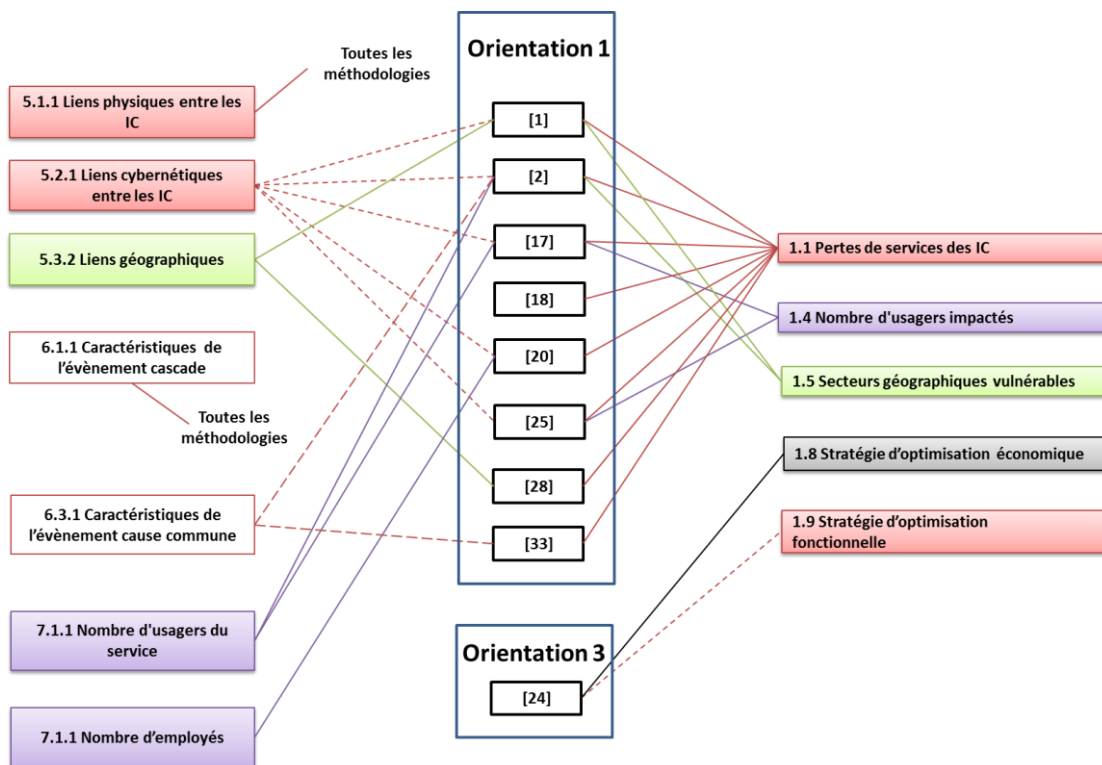 Toutes les
méthodologies
5.1.1 Liens physiques entre les
IC
5.2.1 Liens cybernétiques
entre les IC
5.3.2 Liens géographiques
6.1.1 Caractéristiques de
l'évènement cascade
Toutes les
méthodologies
6.3.1 Caractéristiques de
l'évènement cause commune
7.1.1 Nombre d'usagers du
service
7.1.1 Nombre d'employés
Orientation 1
[1]
[2]
[17]
[18]
[20]
[25]
[28]
[33]
Orientation 3
[24]
1.1 Pertes de services des IC
1.4 Nombre d'usagers impactés
1.5 Secteurs géographiques vulnérables
1.8 Stratégie d'optimisation économique
1.9 Stratégie d'optimisation
fonctionnelle